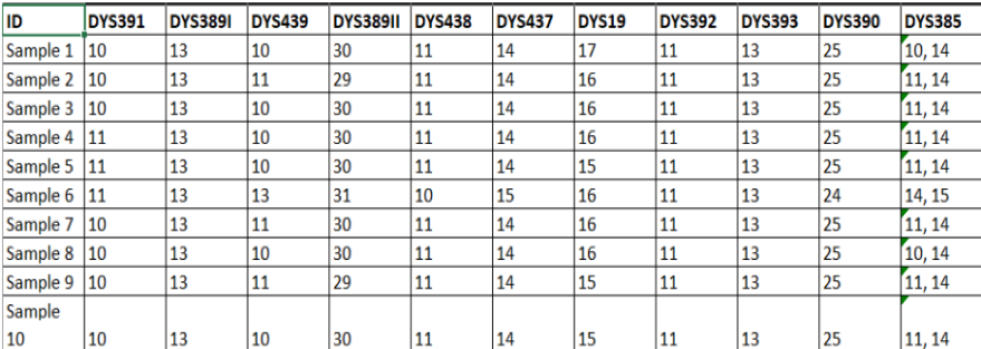 ID DYS391 DYS389I DYS439 DYS389II DYS438 DYS437 DYS19 DYS392 DYS393 DYS390 DYS385
Sample 1 10 13 10 30 11 14 17 11 13 25 10, 14
Sample 2 10 13 11 29 11 14 16 11 13 25 11, 14
Sample 3 10 13 10 30 11 14 16 11 13 25 11, 14
Sample 4 11 13 10 30 11 14 16 11 13 25 11, 14
Sample 5 11 13 10 30 11 14 15 11 13 25 11, 14
Sample 6 11 13 13 31 10 15 16 11 13 24 14, 15
Sample 7 10 13 11 30 11 14 16 11 13 25 11, 14
Sample 8 10 13 10 30 11 14 16 11 13 25 10, 14
Sample 9 10 13 11 29 11 14 15 11 13 25 11, 14
Sample
10 10 13 10 30 11 14 15 11 13 25 11, 14